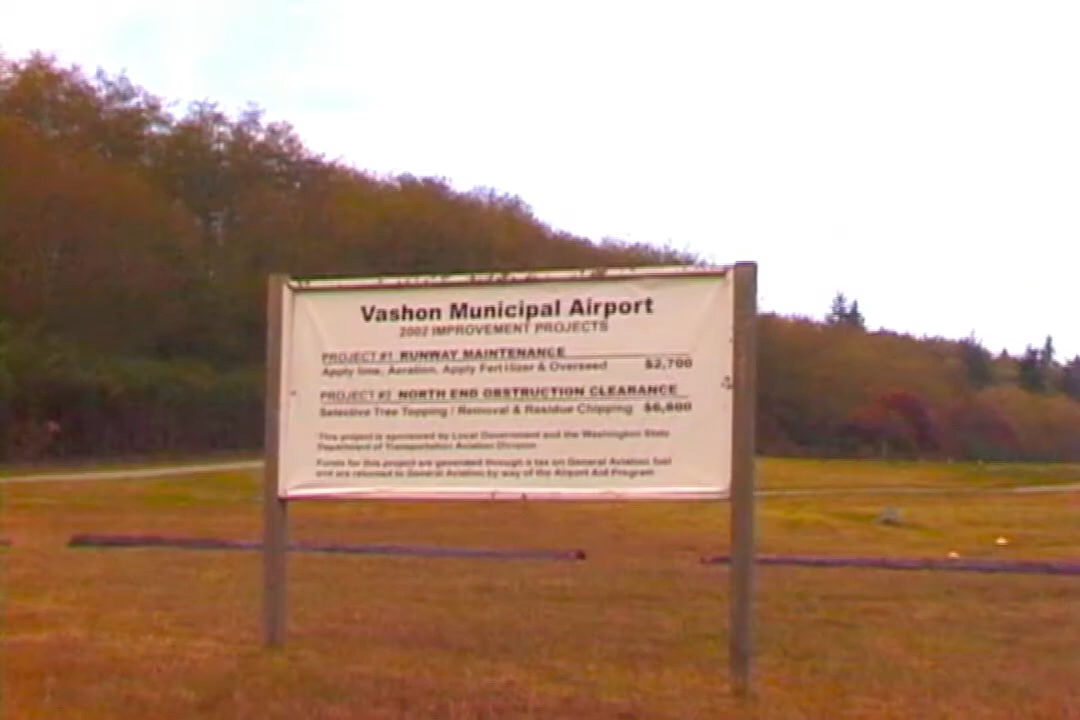 Vashon Municipal Airport
2002 IMPROVEMENT PROJECTS
PROJECT #1 RUNWAY MAINTENANCE
Apply lime, Aeration, Apply Fertilizer & Overseed $2,700
PROJECT #2 NORTH END OBSTRUCTION CLEARANCE
Selective Tree Topping / Removal & Residue Chipping
This project is sponsored by Local Government and the Washington State
Department of Transportation Aviation Division
Funds for this project are generated through a tax on General Aviation fuel
and are returned to General Aviation by way of the Airport Aid Program